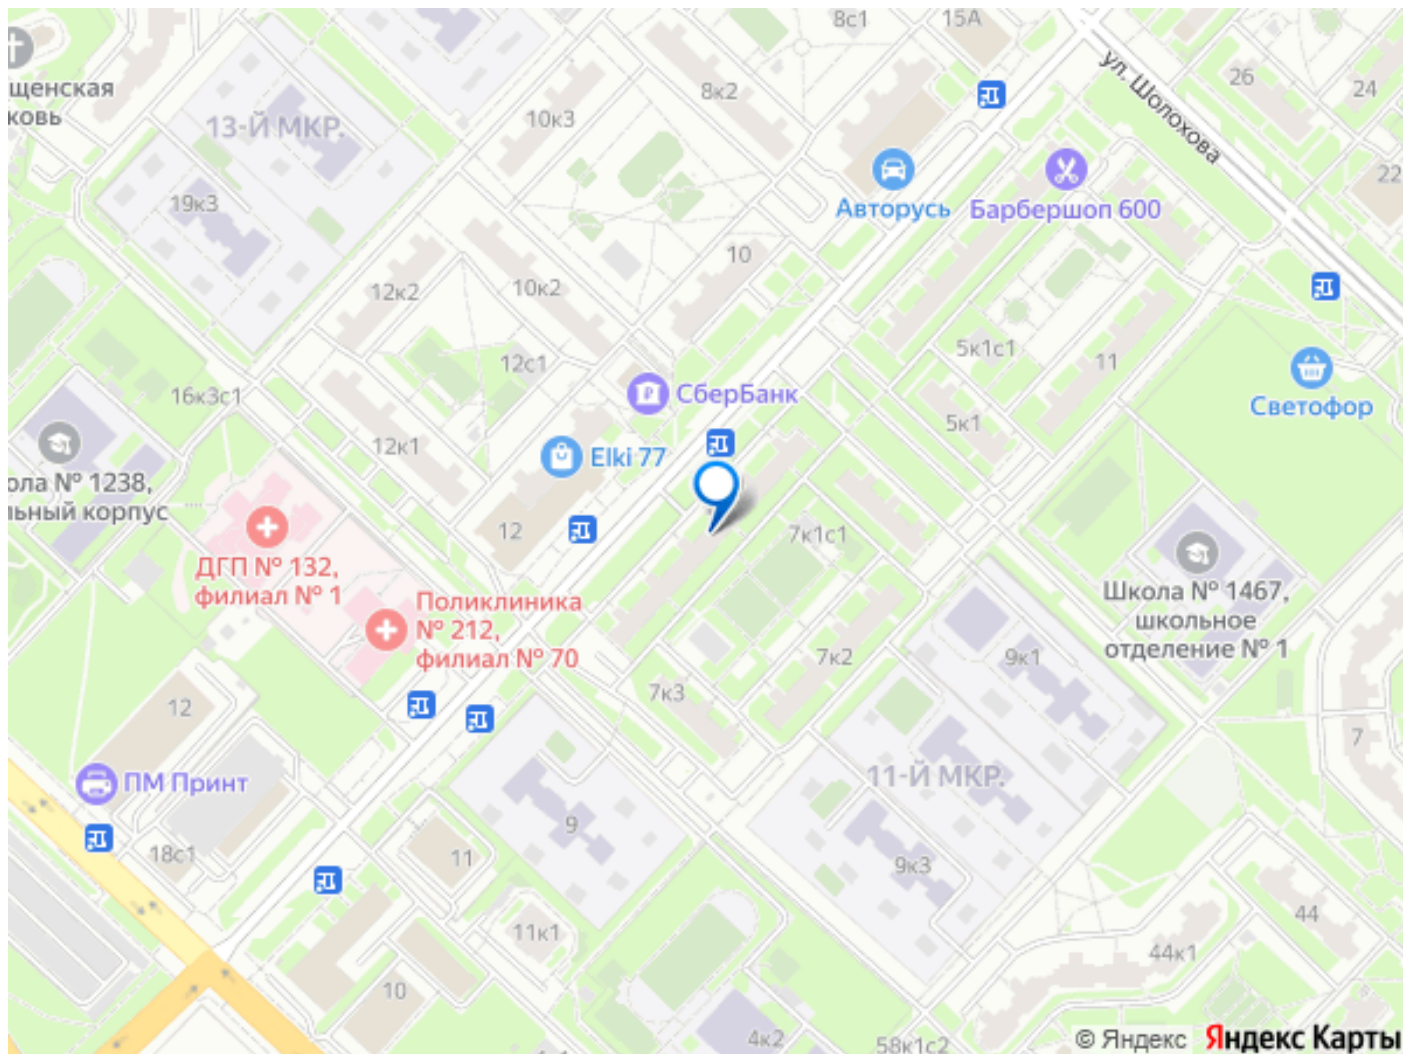 8с1
15А
ул. Шолохова
26
24
щенская
ковь
8к2
10к3
13-Й МКР.
22
19к3
Авторусь
Барбершоп 600
10
12к2
10к2
5к1с1
12с1
11
16к3с1
СберБанк
Светофор
5к1
12к1
Elki 77
ола № 1238,
льный корпус
12
7к1с1
ДГП № 132,
филиал № 1
Поликлиника
№ 212,
филиал № 70
Школа № 1467,
школьное
отделение № 1
7к2
9к1
7к3
12
7
ПМ Принт
11-Й МКР.
9
18с1
11
9к3
44
11к1
44к1
10
4к2
58к1с2
© Яндекс Яндекс Карты